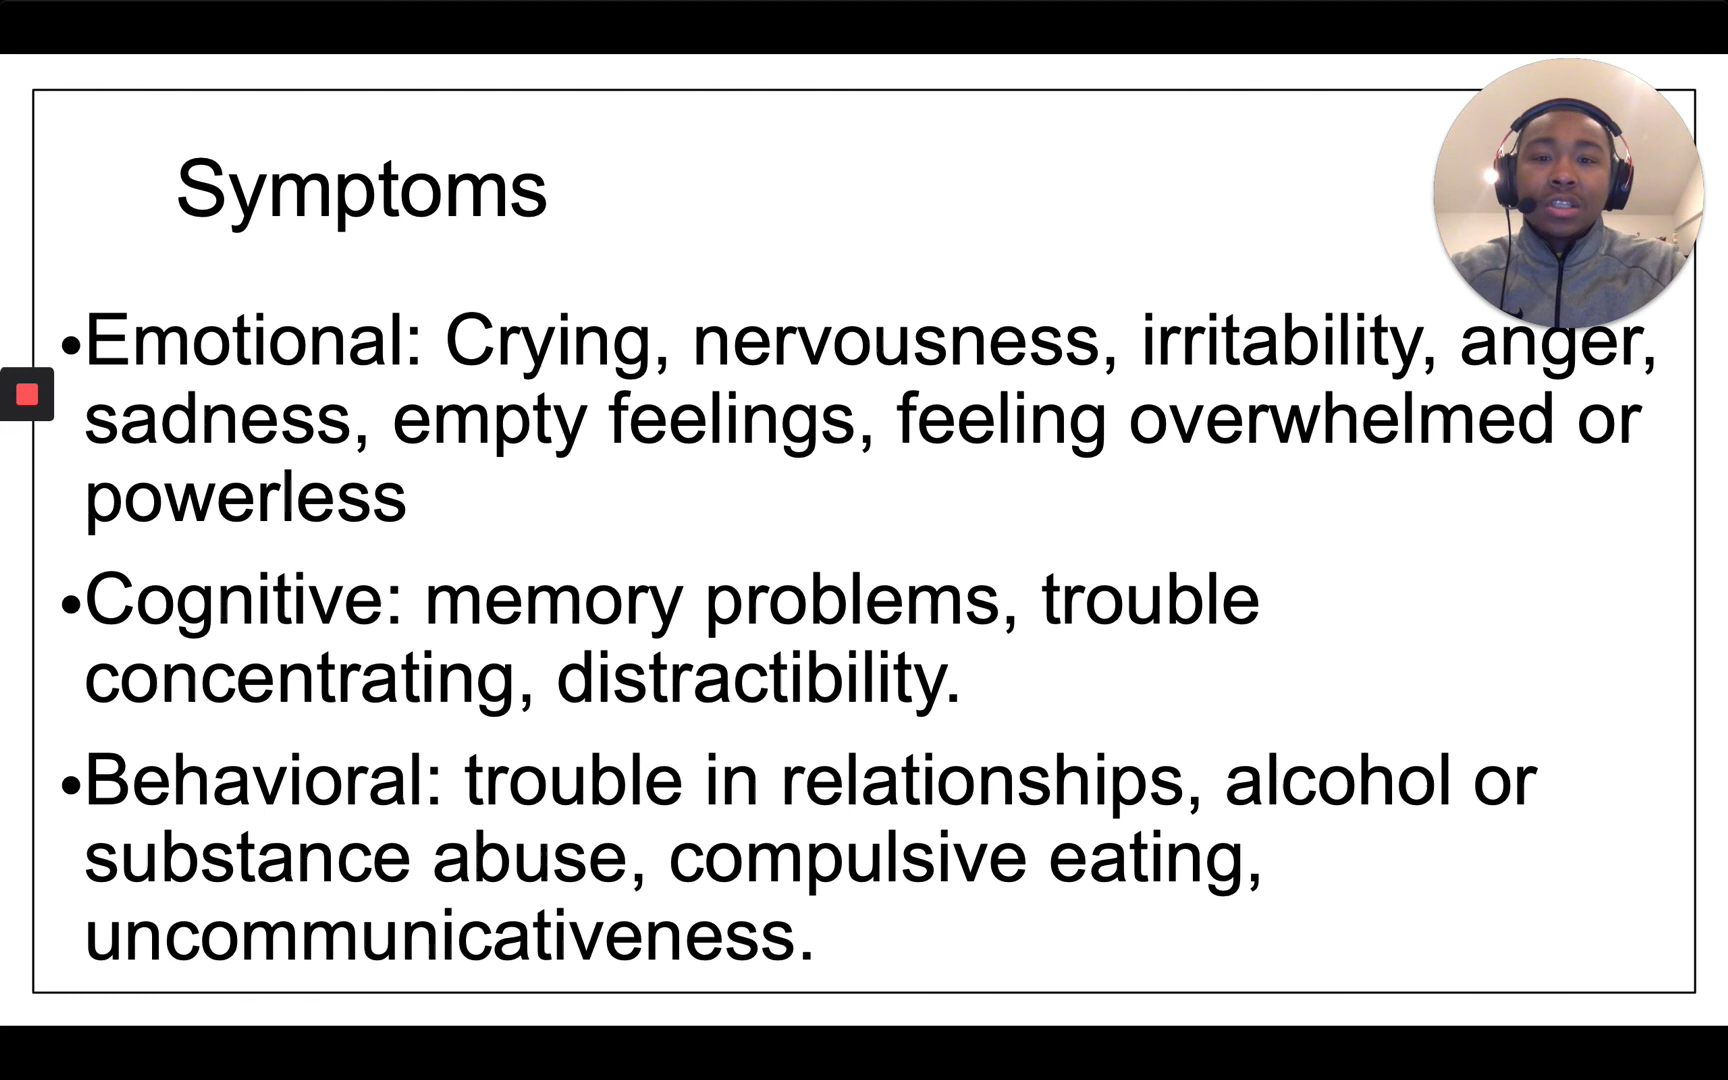 Symptoms
•Emotional: Crying, nervousness, irritability, anger,
sadness, empty feelings, feeling overwhelmed or
powerless
•Cognitive: memory problems, trouble
concentrating, distractibility.
•Behavioral: trouble in relationships, alcohol or
substance abuse, compulsive eating,
uncommunicativeness.